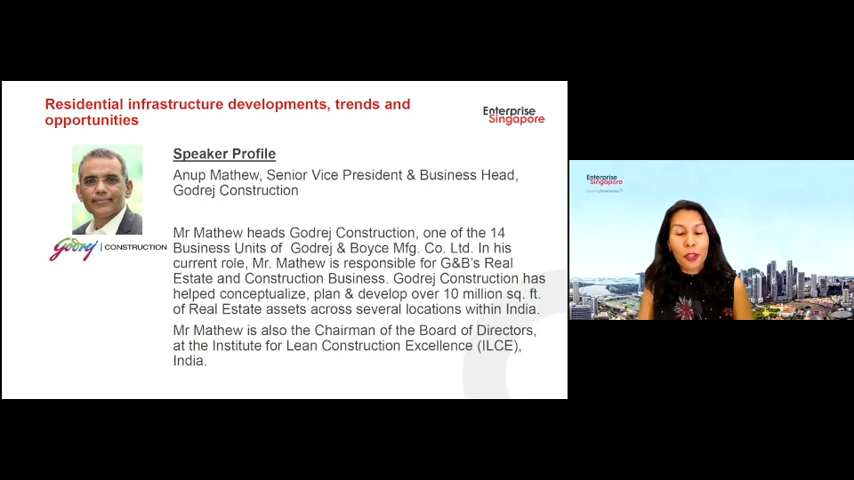 Residential infrastructure developments, trends and
opportunities
Enterprise
Singapore
Speaker Profile
Anup Mathew, Senior Vice President & Business Head,
Godrej Construction
Godrej | CONSTRUCTION
Mr Mathew heads Godrej Construction, one of the 14
Business Units of Godrej & Boyce Mfg. Co. Ltd. In his
current role, Mr. Mathew is responsible for G&B's Real
Estate and Construction Business. Godrej Construction has
helped conceptualize, plan & develop over 10 million sq. ft.
of Real Estate assets across several locations within India.
Mr Mathew is also the Chairman of the Board of Directors,
at the Institute for Lean Construction Excellence (ILCE),
India.
Enterprise
Singapore